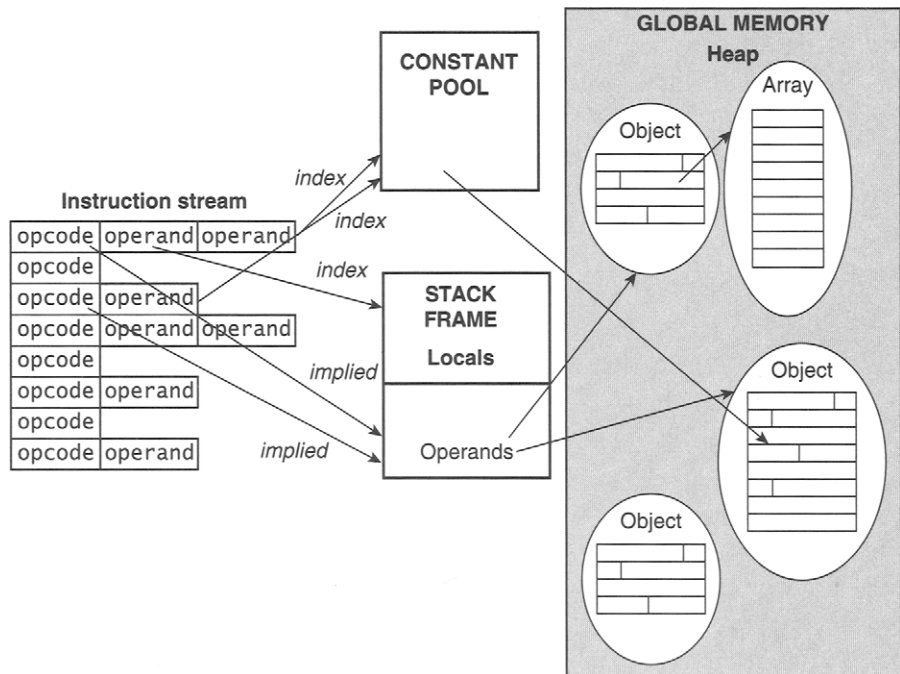 GLOBAL MEMORY
Heap
CONSTANT
POOL
Array
Object
index
Instruction stream
index
opcode operand operand
opcode
index
opcode operand
STACK
FRAME
opcode operand operand
Locals
opcode
implied
Object
opcode operand
opcode
implied
Operands
opcode operand
Object